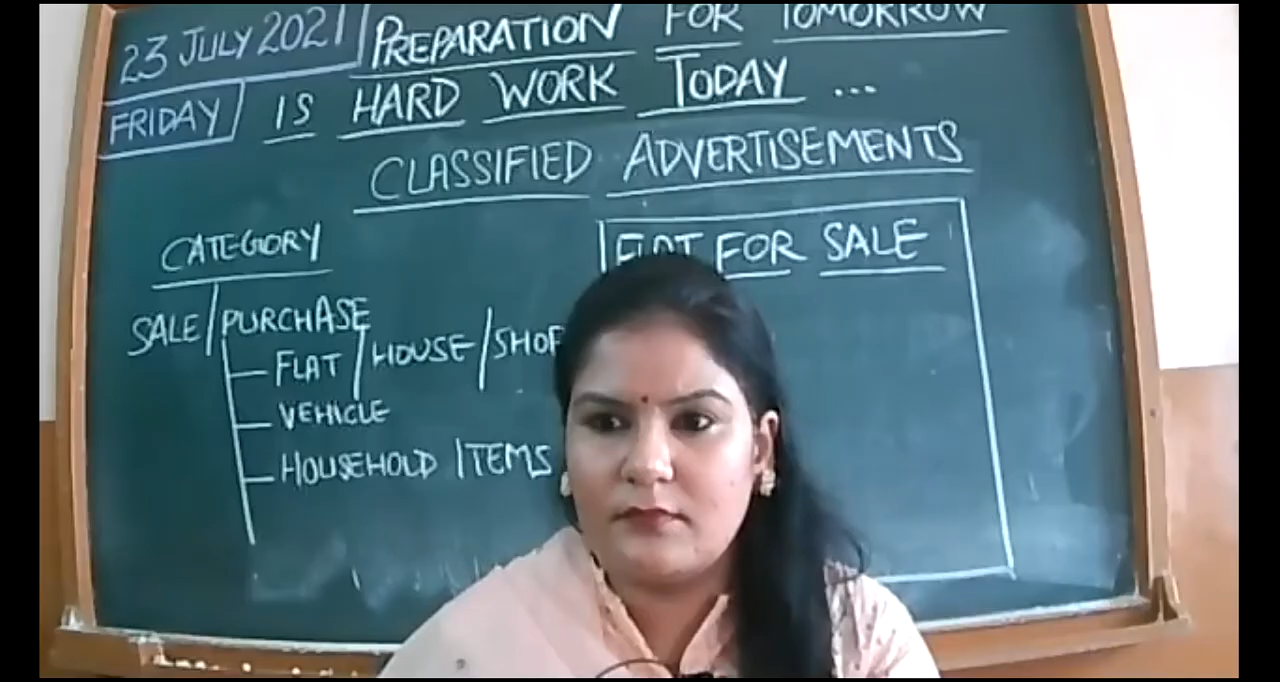 23 JULY 2021
FRIDAY
PREPARATION FOR TOMORROW
IS HARD WORK TODAY ...
CLASSIFIED ADVERTISEMENTS
CATEGORY
SALE/PURCHASE
FLAT/HOUSE/SHOP
VEHICLE
HOUSEHOLD ITEMS
FLAT FOR SALE